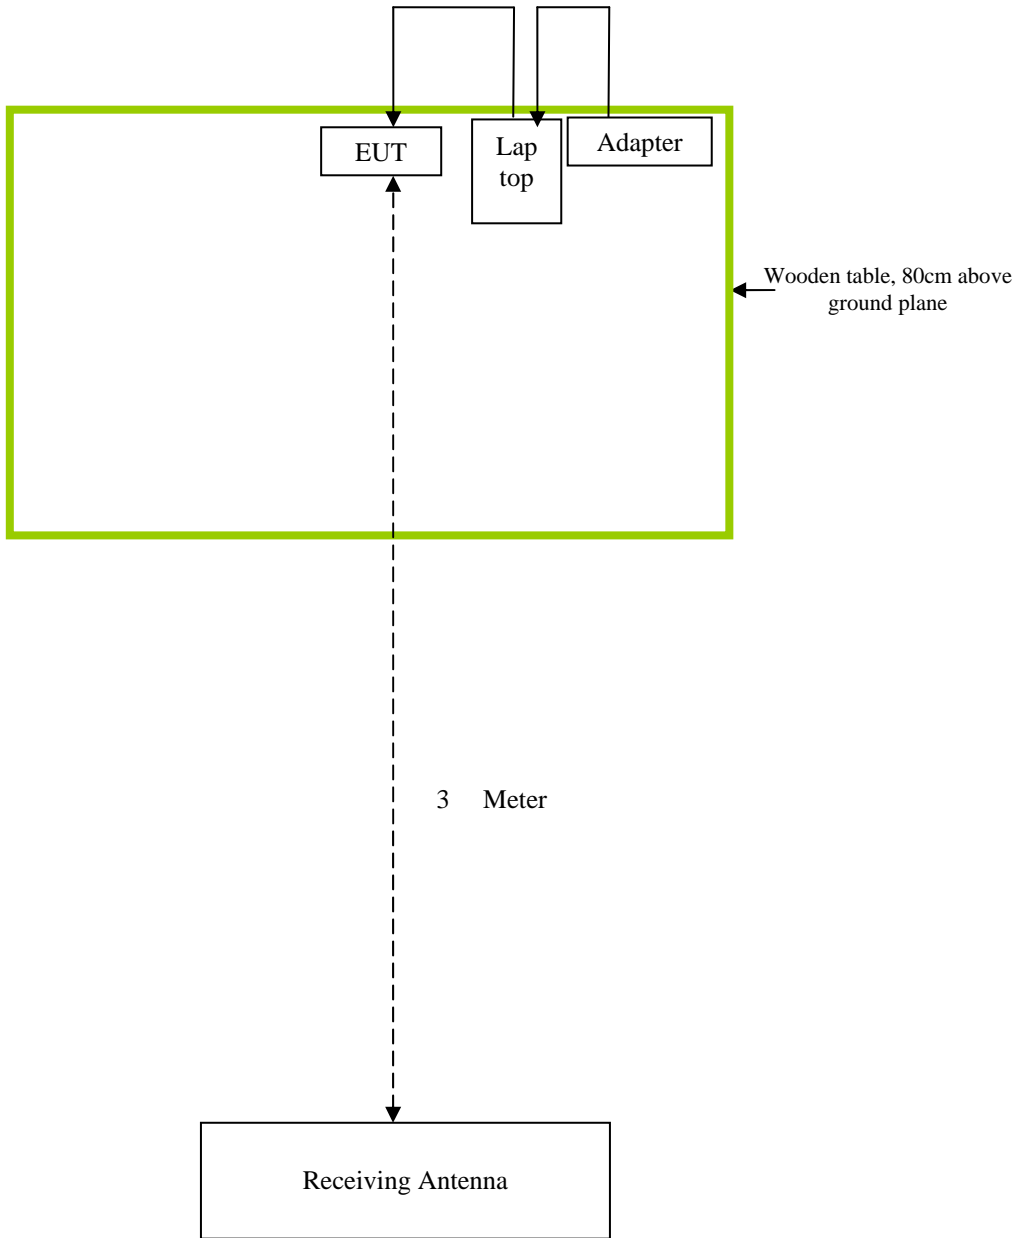 EUT
Lap
top
Adapter
Wooden table, 80cm above
ground plane
3 Meter
Receiving Antenna